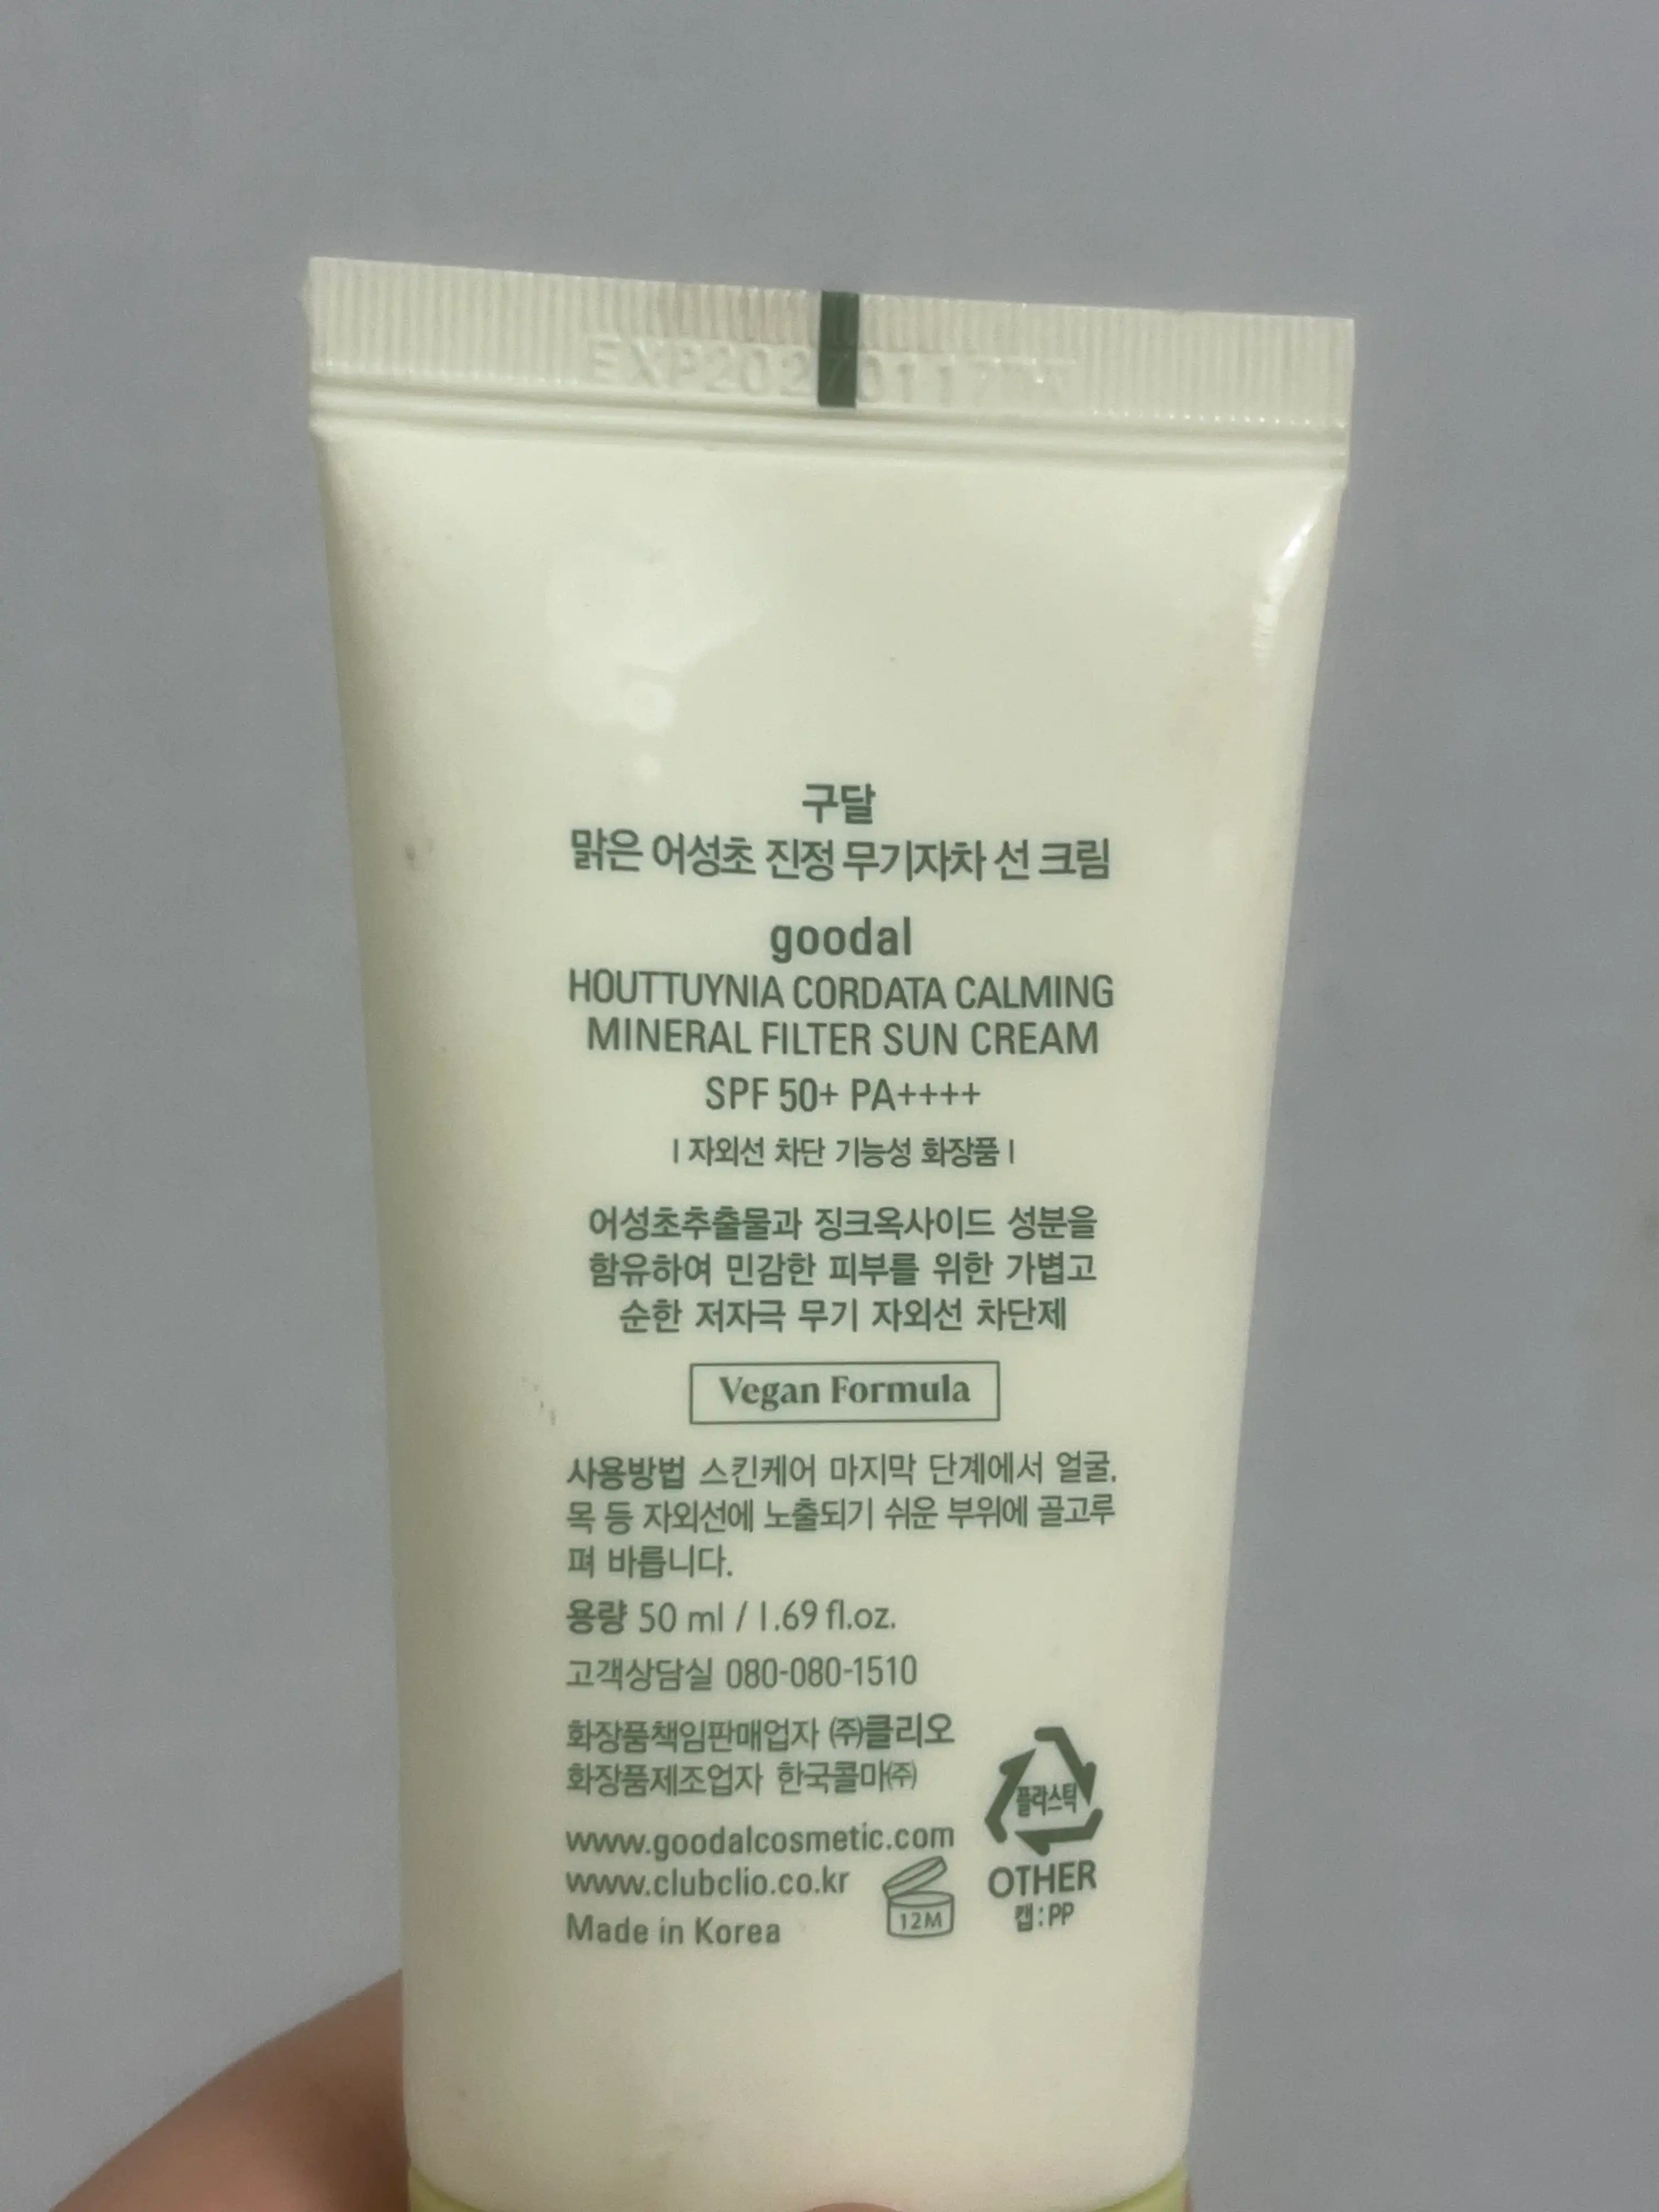 EXP20270117
구달
맑은 어성초 진정 무기자차 선 크림
goodal
HOUTTUYNIA CORDATA CALMING
MINERAL FILTER SUN CREAM
SPF 50+ PA++++
| 자외선 차단 기능성 화장품 |
어성초추출물과 징크옥사이드 성분을
함유하여 민감한 피부를 위한 가볍고
순한 저자극 무기 자외선 차단제
Vegan Formula
사용방법 스킨케어 마지막 단계에서 얼굴,
목 등 자외선에 노출되기 쉬운 부위에 골고루
펴 바릅니다.
용량 50 ml / 1.69 fl.oz.
고객상담실 080-080-1510
화장품책임판매업자 ㈜클리오
화장품제조업자 한국콜마㈜
www.goodalcosmetic.com
www.clubclio.co.kr
Made in Korea
12M
플라스틱
OTHER
캡:PP